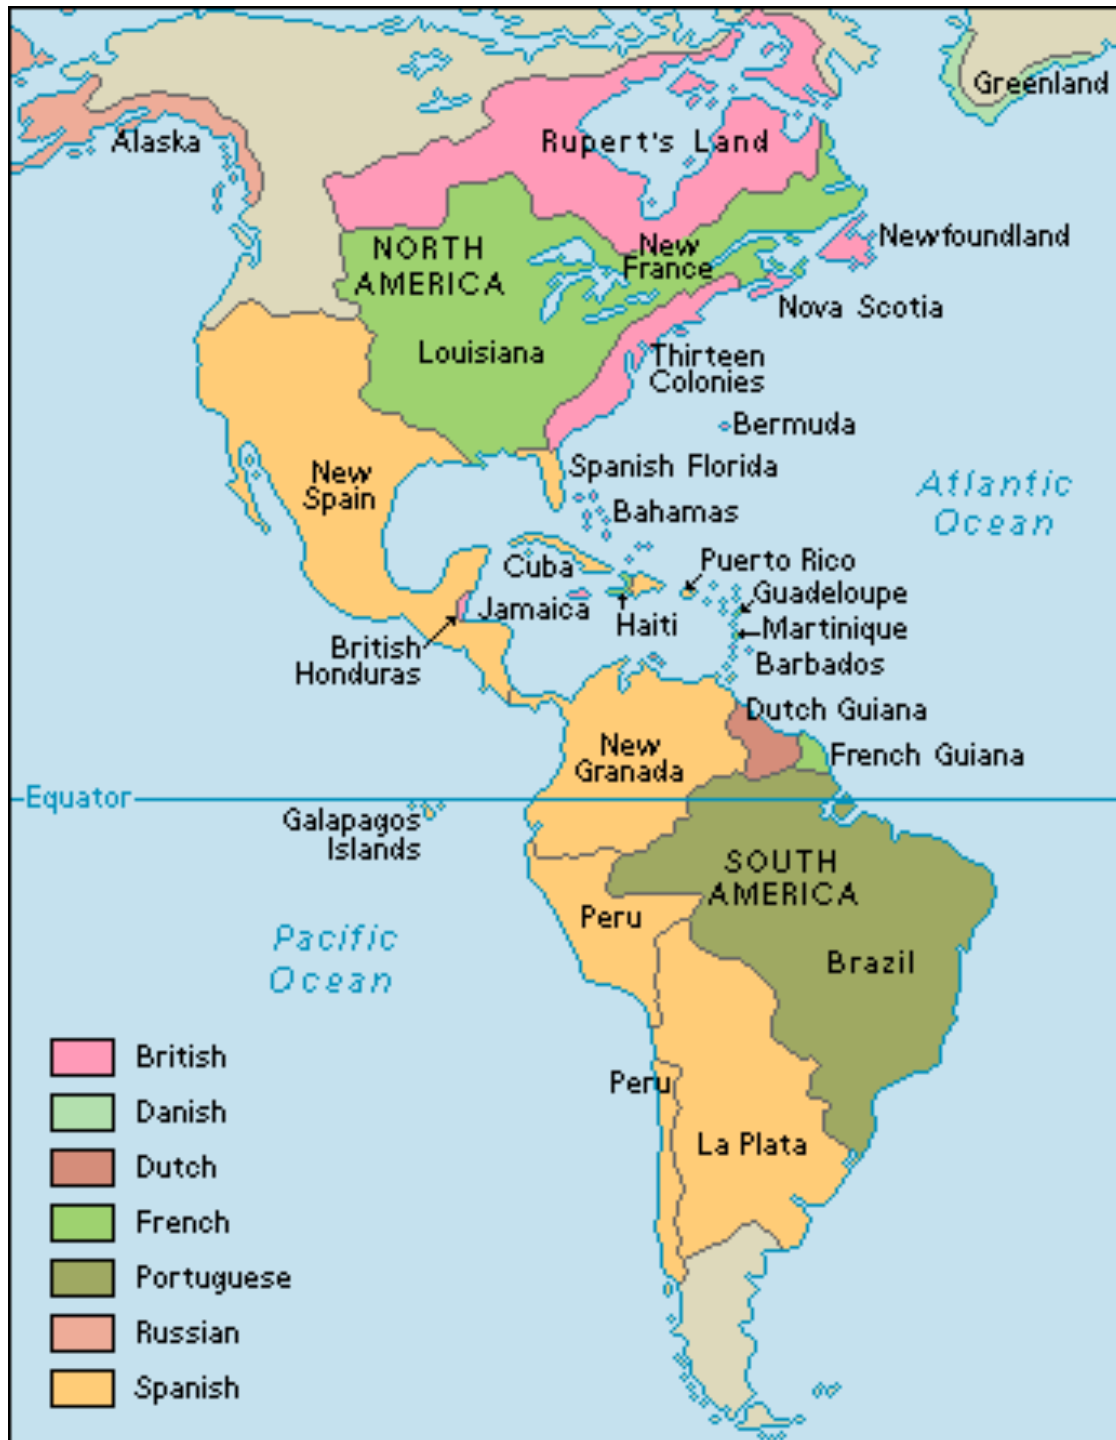 Greenland
Alaska
Rupert's Land
NORTH
AMERICA
New
France
Newfoundland
Nova Scotia
Louisiana
Thirteen
Colonies
Bermuda
New
Spain
Spanish Florida
Atlantic
Ocean
Bahamas
Cuba
Puerto Rico
Guadeloupe
Jamaica
Haiti
Martinique
British
Honduras
Barbados
Dutch Guiana
New
Granada
French Guiana
Equator
Galapagos
Islands
SOUTH
AMERICA
Peru
Pacific
Ocean
Brazil
Peru
La Plata
British
Danish
Dutch
French
Portuguese
Russian
Spanish